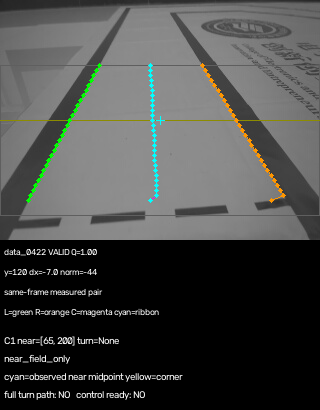 data_0422 VALID Q=1.00
y=120 dx=-7.0 norm=-44
same-frame measured pair
L=green R=orange C=magenta cyan=ribbon
C1 near=[65, 200] turn=None
near_field_only
cyan=observed near midpoint yellow=corner
full turn path: NO control ready: NO